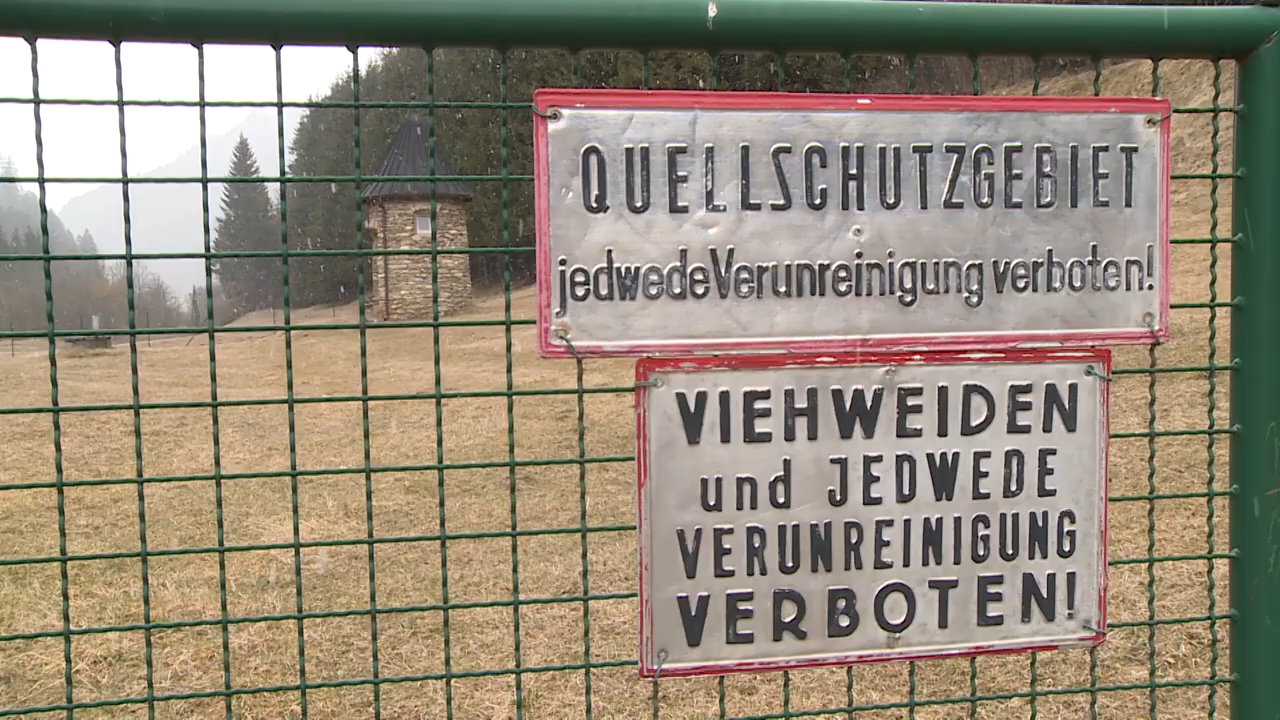 QUELLSCHUTZGEBIET
jedwede Verunreinigung verboten!
VIEHWEIDEN
und JEDWEDE
VERUNREINIGUNG
VERBOTEN!